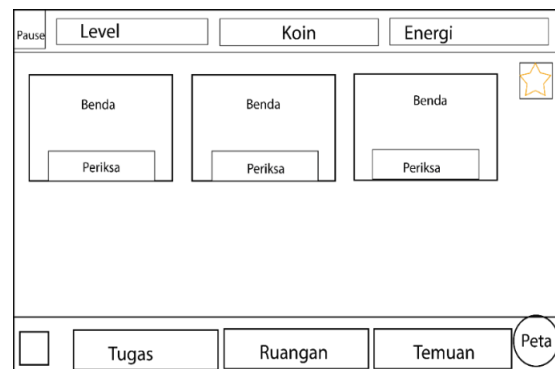 Pause
Level
Koin
Energi
Benda
Benda
Benda
Periksa
Periksa
Periksa
Tugas
Ruangan
Temuan
Peta